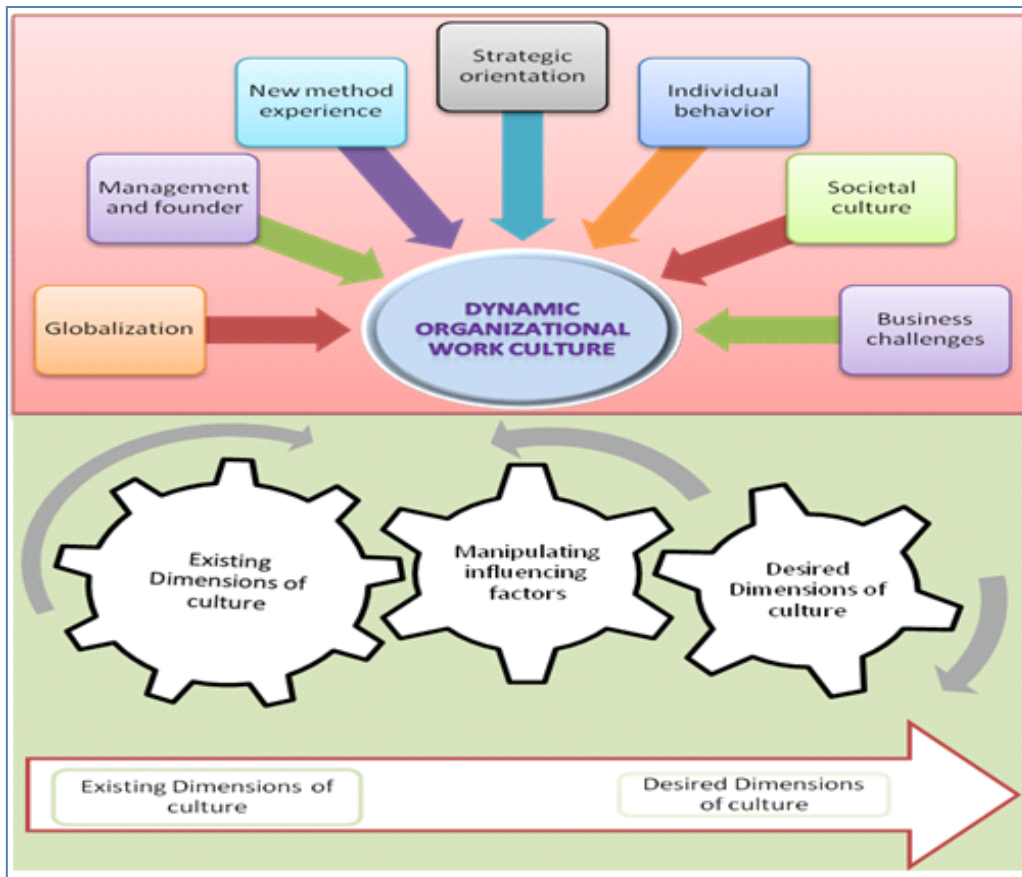 Strategic
orientation
New method
experience
Individual
behavior
Management
and founder
Societal
culture
Globalization
DYNAMIC
ORGANIZATIONAL
WORK CULTURE
Business
challenges
Existing
Dimensions of
culture
Manipulating
influencing
factors
Desired
Dimensions of
culture
Existing Dimensions of
culture
Desired Dimensions
of culture